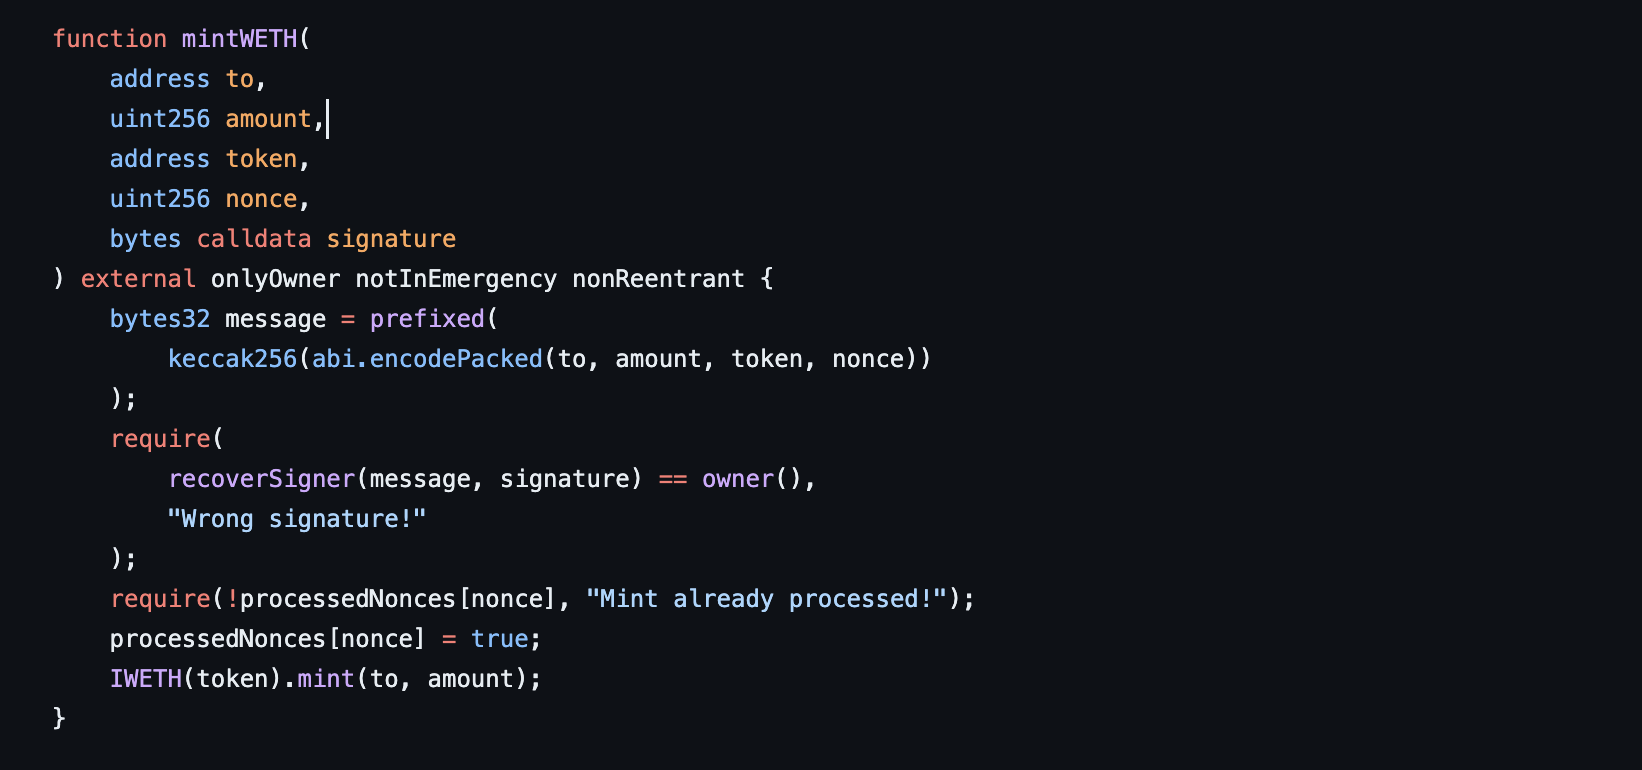 function mintWETH(
    address to,
    uint256 amount,
    address token,
    uint256 nonce,
    bytes calldata signature
) external onlyOwner notInEmergency nonReentrant {
    bytes32 message = prefixed(
        keccak256(abi.encodePacked(to, amount, token, nonce))
    );
    require(
        recoverSigner(message, signature) == owner(),
        "Wrong signature!"
    );
    require(!processedNonces[nonce], "Mint already processed!");
    processedNonces[nonce] = true;
    IWETH(token).mint(to, amount);
}